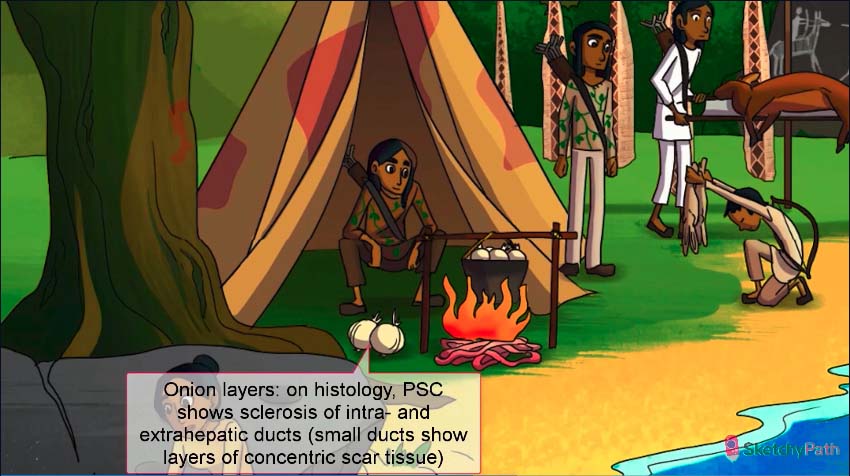 Onion layers: on histology, PSC
shows sclerosis of intra- and
extrahepatic ducts (small ducts show
layers of concentric scar tissue)
SketchyPath